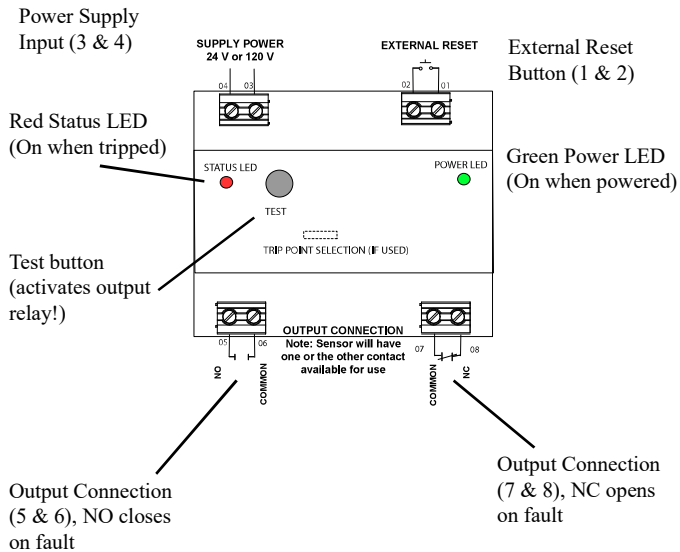 Power Supply
Input (3 & 4)
SUPPLY POWER
24 V or 120 V
EXTERNAL RESET
External Reset
Button (1 & 2)
04 03
02 01
Red Status LED
(On when tripped)
STATUS LED
POWER LED
Green Power LED
(On when powered)
TEST
TRIP POINT SELECTION (IF USED)
Test button
(activates output
relay!)
OUTPUT CONNECTION
Note: Sensor will have
one or the other contact
available for use
05 06
NO
COMMON
07 08
COMMON
NC
Output Connection
(5 & 6), NO closes
on fault
Output Connection
(7 & 8), NC opens
on fault